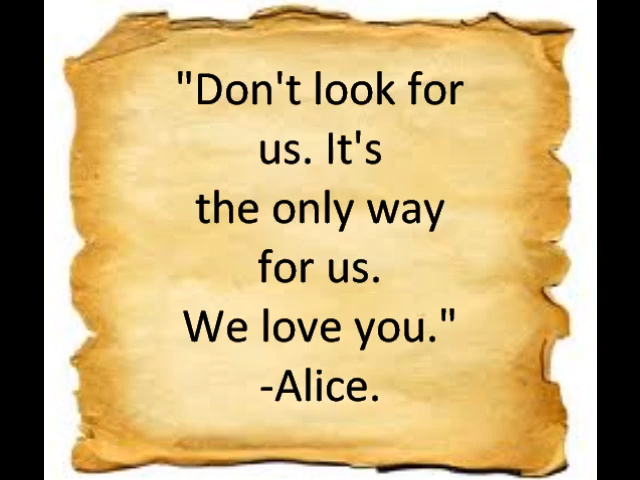 "Don't look for
us. It's
the only way
for us.
We love you."
-Alice.